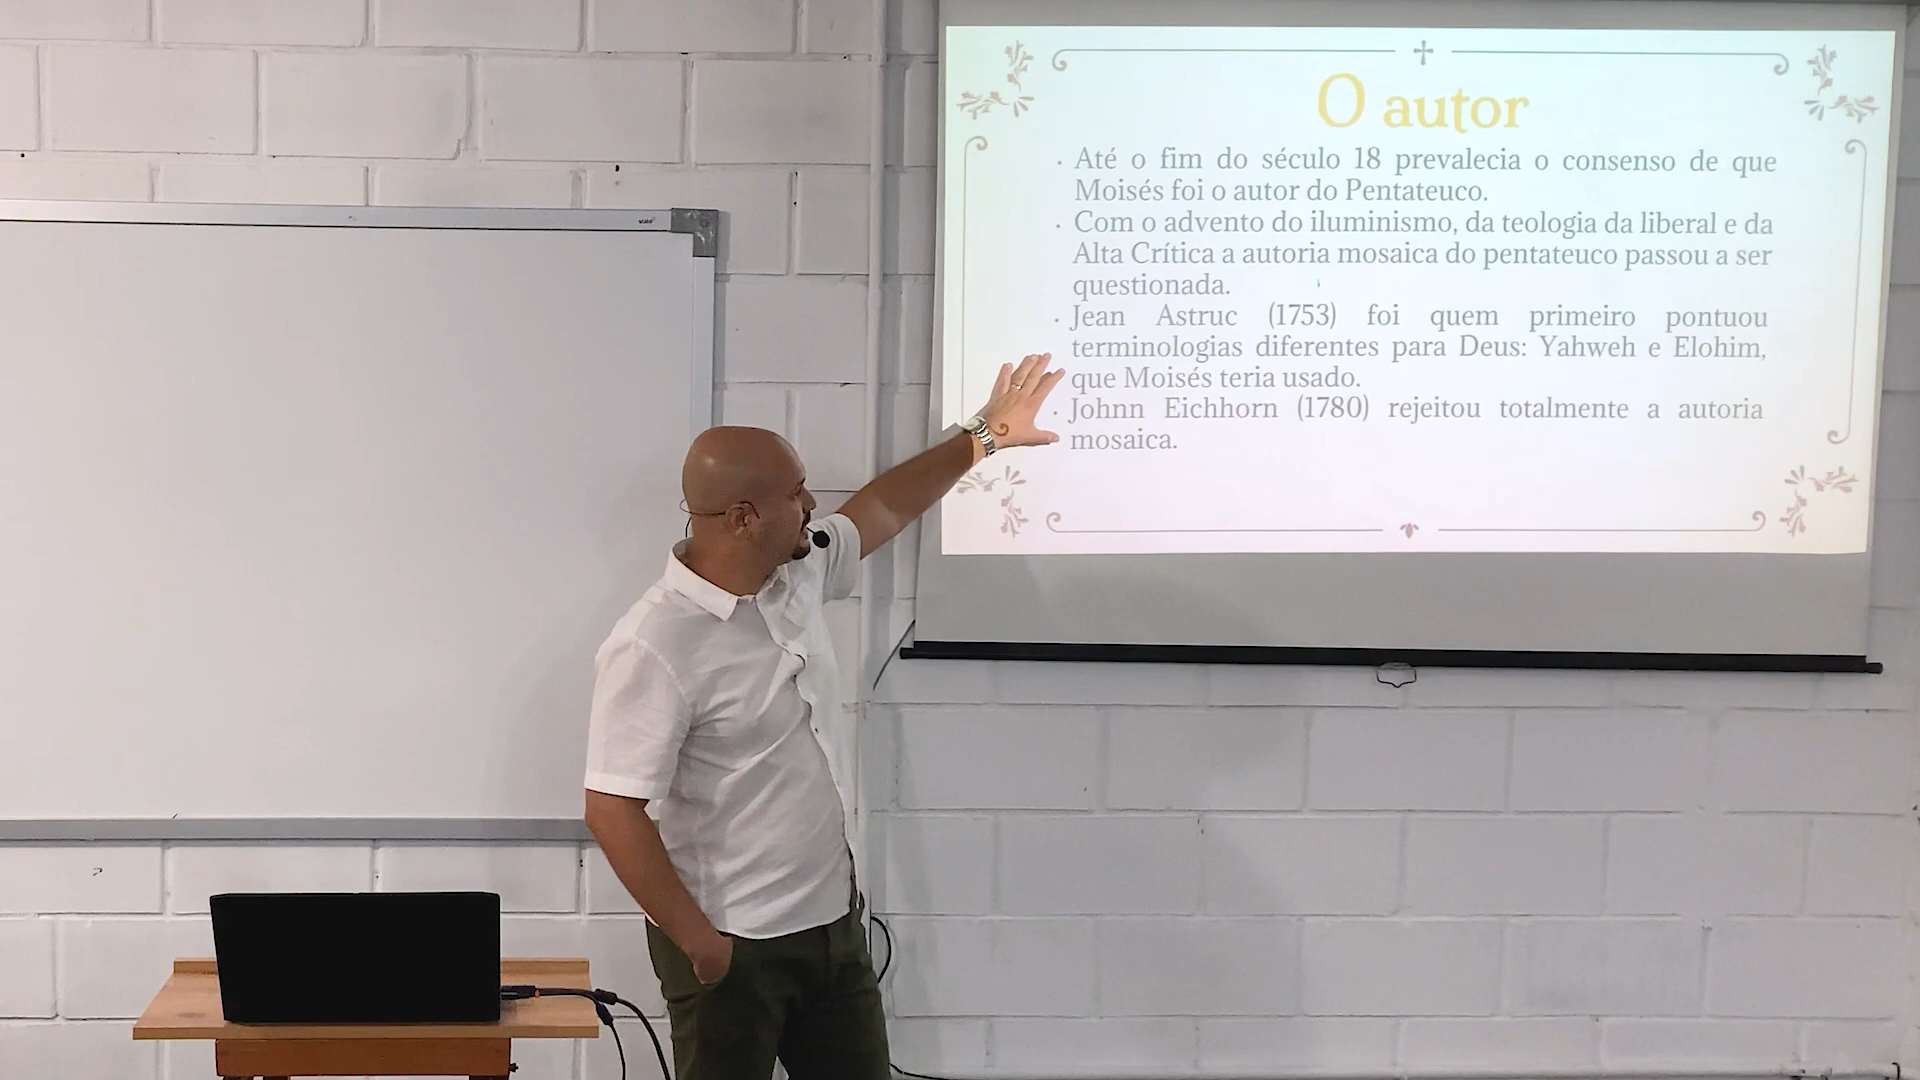 O autor
· Até o fim do século 18 prevalecia o consenso de que
Moisés foi o autor do Pentateuco.
· Com o advento do iluminismo, da teologia da liberal e da
Alta Crítica a autoria mosaica do pentateuco passou a ser
questionada.
· Jean Astruc (1753) foi quem primeiro pontuou
terminologias diferentes para Deus: Yahweh e Elohim,
que Moisés teria usado.
· Johnn Eichhorn (1780) rejeitou totalmente a autoria
mosaica.